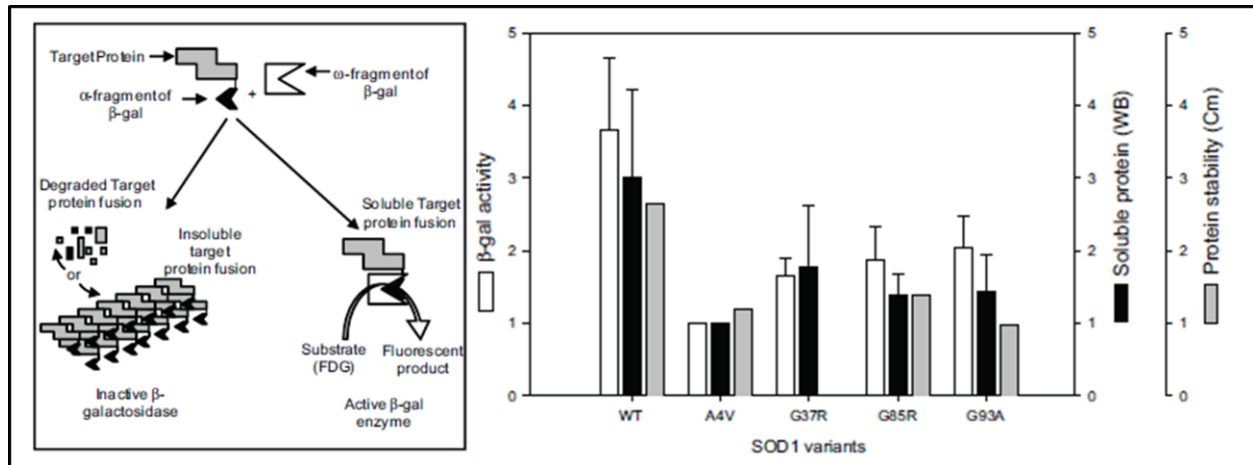 Target Protein
α-fragment of
β-gal
+
ω-fragment of
β-gal
Degraded Target
protein fusion
or
Insoluble
target
protein fusion
Inactive β-
galactosidase
Soluble Target
protein fusion
Substrate
(FDG)
Fluorescent
product
Active β-gal
enzyme
β-gal activity
5
4
3
2
1
0
WT
A4V
G37R
G85R
G93A
SOD1 variants
5
4
3
2
1
0
Soluble protein (WB)
5
4
3
2
1
0
Protein stability (Cm)